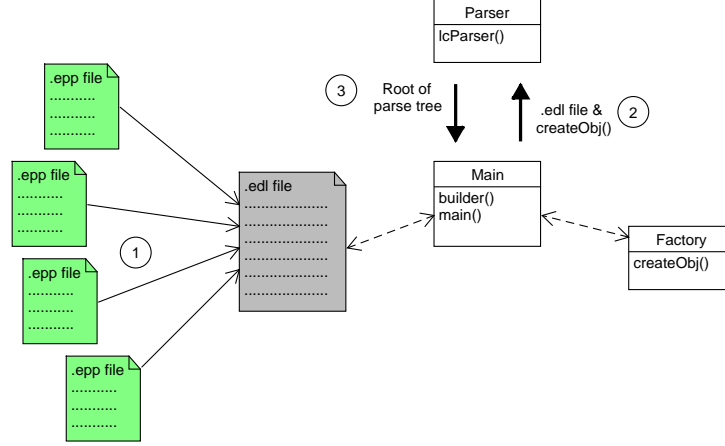 Parser
lcParser()
3
Root of
parse tree
.edl file &
createObj()
2
.epp file
...........
...........
...........
.epp file
...........
...........
...........
1
.epp file
...........
...........
...........
.epp file
...........
...........
...........
.edl file
.....................
.....................
.....................
.....................
.....................
.....................
Main
builder()
main()
Factory
createObj()